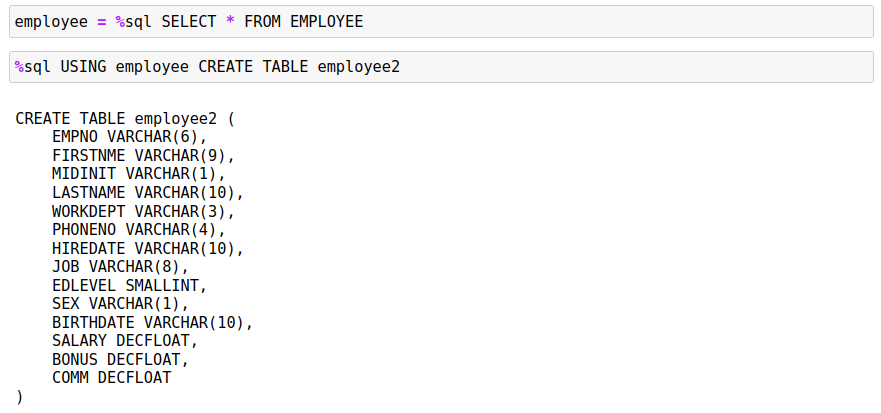 employee = %sql SELECT * FROM EMPLOYEE
%sql USING employee CREATE TABLE employee2
CREATE TABLE employee2 (
    EMPNO VARCHAR(6),
    FIRSTNME VARCHAR(9),
    MIDINIT VARCHAR(1),
    LASTNAME VARCHAR(10),
    WORKDEPT VARCHAR(3),
    PHONENO VARCHAR(4),
    HIREDATE VARCHAR(10),
    JOB VARCHAR(8),
    EDLEVEL SMALLINT,
    SEX VARCHAR(1),
    BIRTHDATE VARCHAR(10),
    SALARY DECFLOAT,
    BONUS DECFLOAT,
    COMM DECFLOAT
)